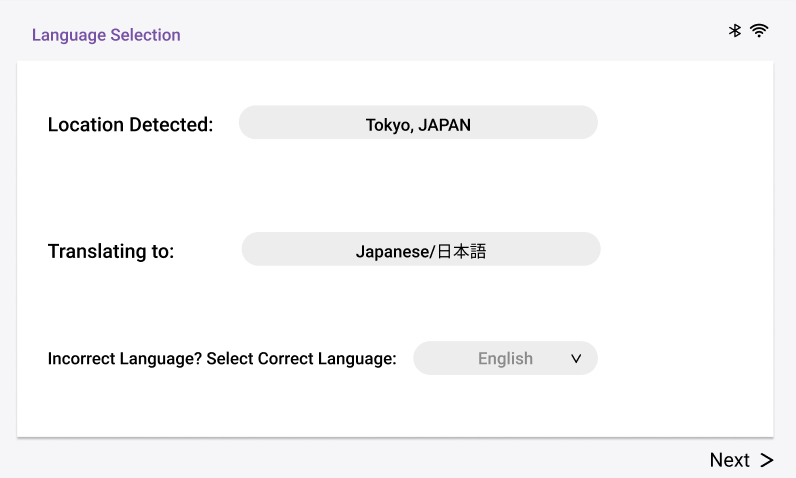 Language Selection
Location Detected: Tokyo, JAPAN
Translating to: Japanese/日本語
Incorrect Language? Select Correct Language: English
Next >